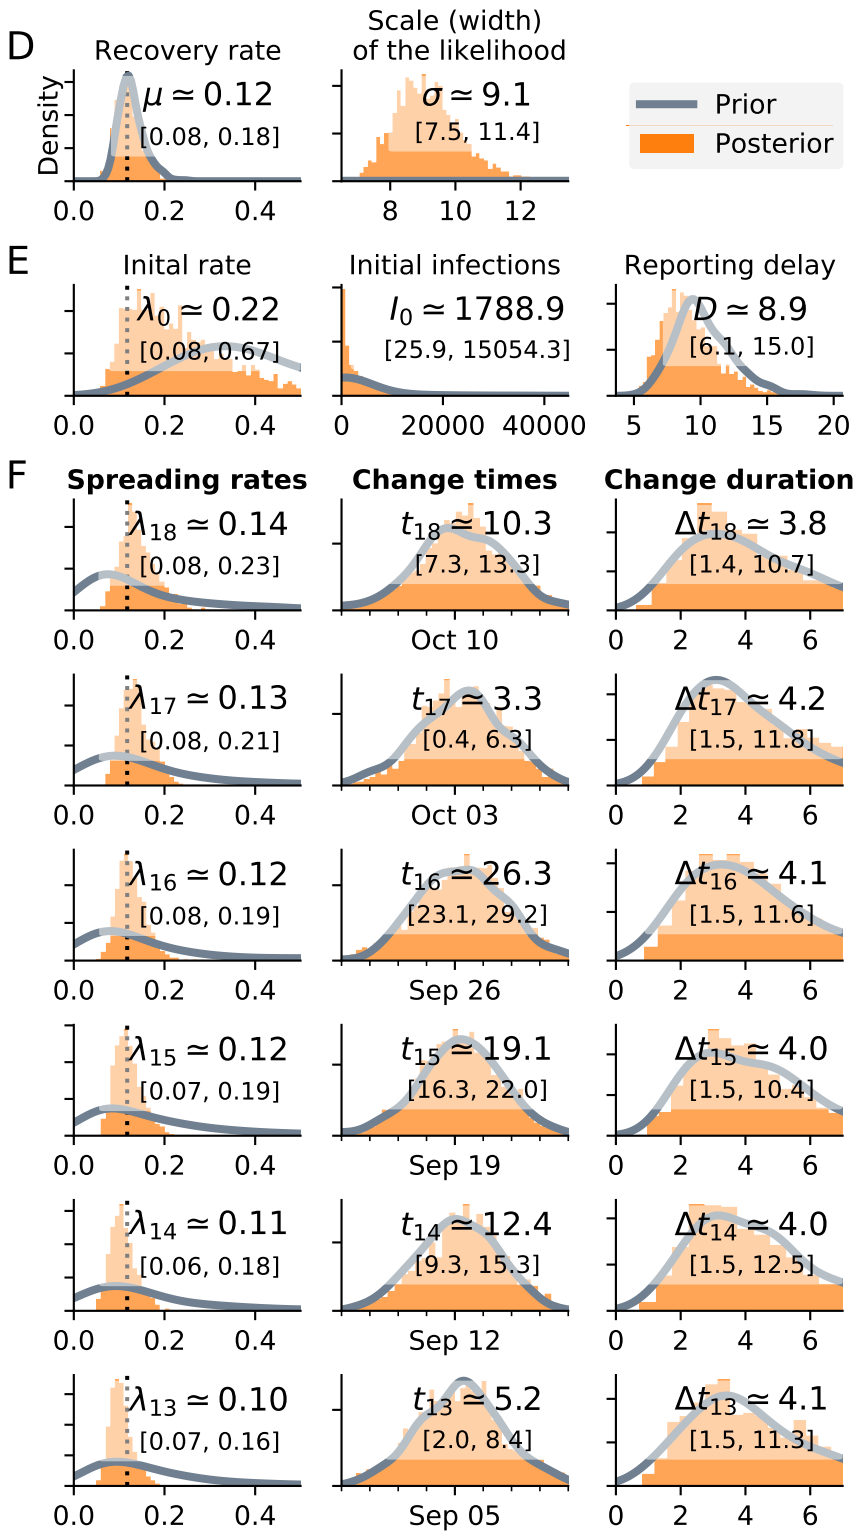 D
Recovery rate
Density
μ ≃ 0.12
[0.08, 0.18]
0.0 0.2 0.4
Scale (width)
of the likelihood
σ ≃ 9.1
[7.5, 11.4]
8 10 12
Prior
Posterior
E
Inital rate
λ0 ≃ 0.22
[0.08, 0.67]
0.0 0.2 0.4
Initial infections
I0 ≃ 1788.9
[25.9, 15054.3]
0 20000 40000
Reporting delay
D ≃ 8.9
[6.1, 15.0]
5 10 15 20
F
Spreading rates Change times Change duration
λ18 ≃ 0.14
[0.08, 0.23]
0.0 0.2 0.4
t18 ≃ 10.3
[7.3, 13.3]
Oct 10
Δt18 ≃ 3.8
[1.4, 10.7]
0 2 4 6
λ17 ≃ 0.13
[0.08, 0.21]
0.0 0.2 0.4
t17 ≃ 3.3
[0.4, 6.3]
Oct 03
Δt17 ≃ 4.2
[1.5, 11.8]
0 2 4 6
λ16 ≃ 0.12
[0.08, 0.19]
0.0 0.2 0.4
t16 ≃ 26.3
[23.1, 29.2]
Sep 26
Δt16 ≃ 4.1
[1.5, 11.6]
0 2 4 6
λ15 ≃ 0.12
[0.07, 0.19]
0.0 0.2 0.4
t15 ≃ 19.1
[16.3, 22.0]
Sep 19
Δt15 ≃ 4.0
[1.5, 10.4]
0 2 4 6
λ14 ≃ 0.11
[0.06, 0.18]
0.0 0.2 0.4
t14 ≃ 12.4
[9.3, 15.3]
Sep 12
Δt14 ≃ 4.0
[1.5, 12.5]
0 2 4 6
λ13 ≃ 0.10
[0.07, 0.16]
0.0 0.2 0.4
t13 ≃ 5.2
[2.0, 8.4]
Sep 05
Δt13 ≃ 4.1
[1.5, 11.3]
0 2 4 6